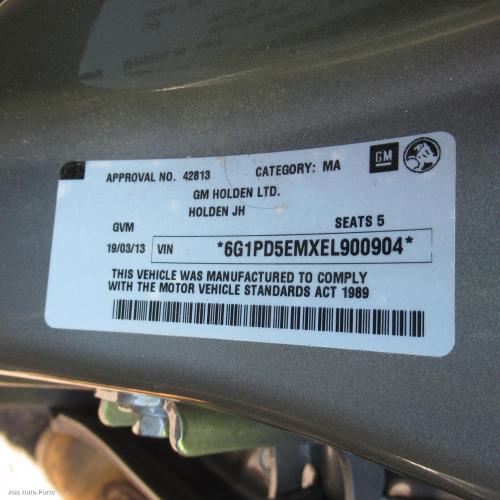 APPROVAL NO. 42813 CATEGORY: MA GM
GM HOLDEN LTD.
HOLDEN JH
GVM SEATS 5
19/03/13 VIN *6G1PD5EMXEL900904*
THIS VEHICLE WAS MANUFACTURED TO COMPLY
WITH THE MOTOR VEHICLE STANDARDS ACT 1989
Aus Auto Parts